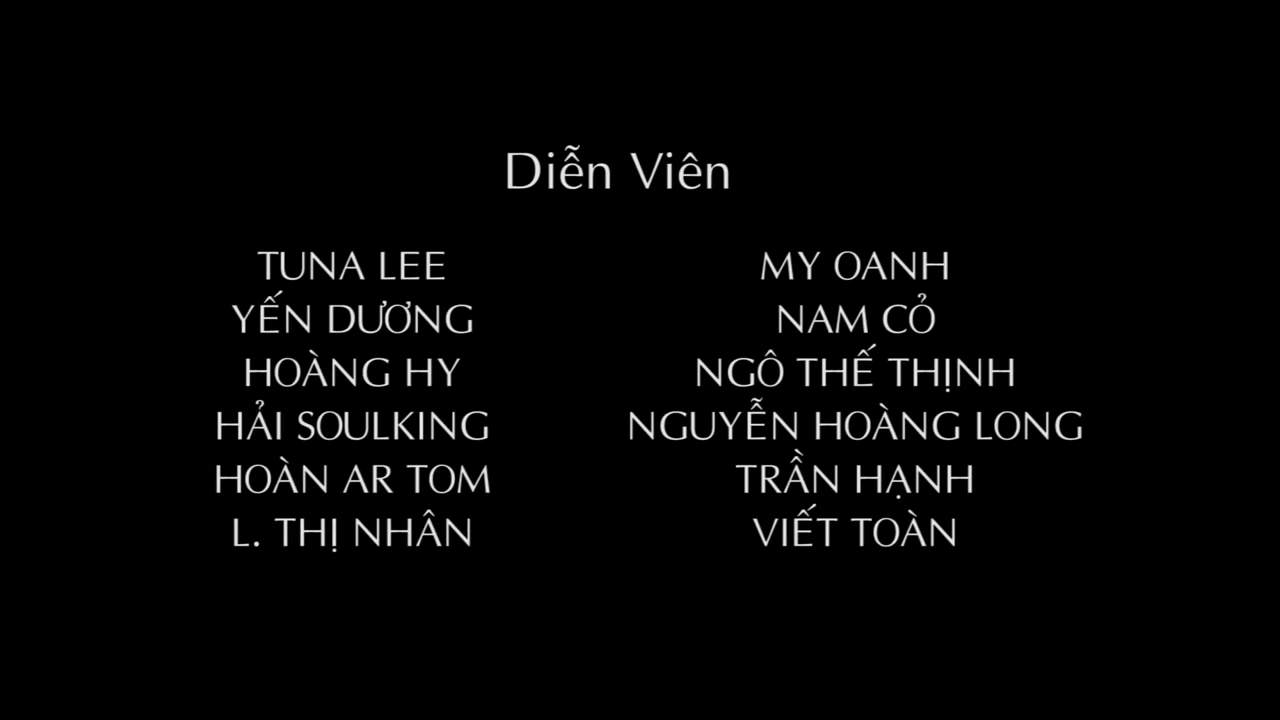 Diễn Viên
TUNA LEE
YẾN DƯƠNG
HOÀNG HY
HẢI SOULKING
HOÀN AR TOM
L. THỊ NHÂN
MY OANH
NAM CỎ
NGÔ THẾ THỊNH
NGUYỄN HOÀNG LONG
TRẦN HẠNH
VIẾT TOÀN